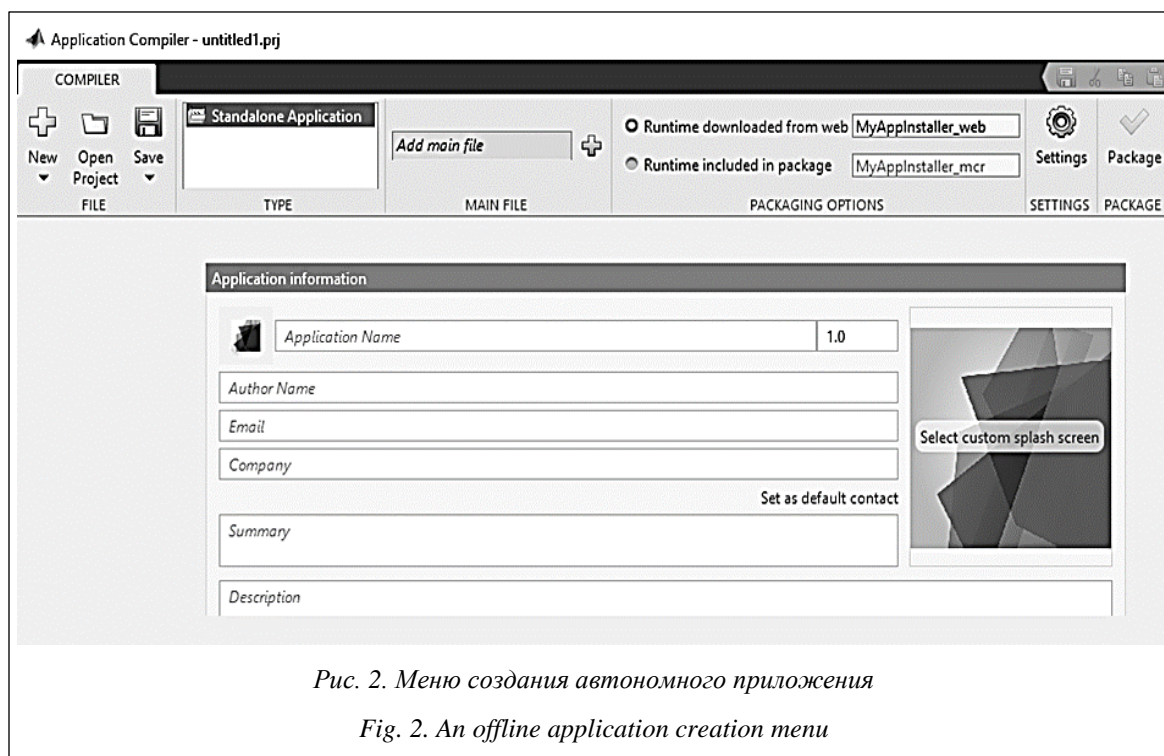 Application Compiler - untitled1.prj
COMPILER
New
Open Project
Save
FILE
Standalone Application
TYPE
Add main file
MAIN FILE
Runtime downloaded from web MyAppInstaller_web
Runtime included in package MyAppInstaller_mcr
PACKAGING OPTIONS
Settings
SETTINGS
Package
PACKAGE
Application information
Application Name 1.0
Author Name
Email
Company
Set as default contact
Select custom splash screen
Summary
Description
Рис. 2. Меню создания автономного приложения
Fig. 2. An offline application creation menu